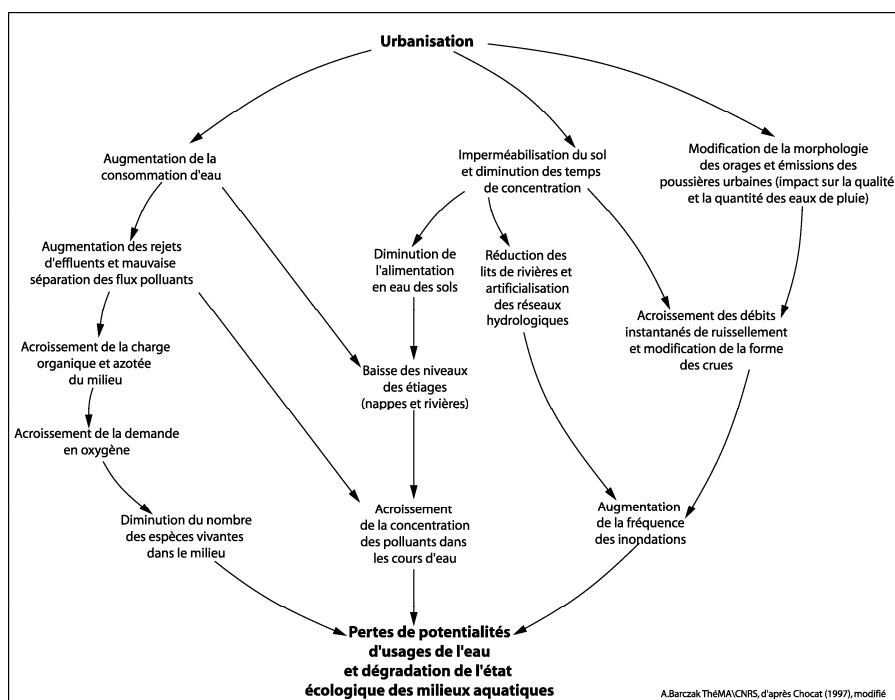 Urbanisation
Augmentation de la
consommation d'eau
Imperméabilisation du sol
et diminution des temps
de concentration
Modification de la morphologie
des orages et émissions des
poussières urbaines (impact sur la qualité
et la quantité des eaux de pluie)
Augmentation des rejets
d'effluents et mauvaise
séparation des flux polluants
Diminution de
l'alimentation
en eau des sols
Réduction des
lits de rivières et
artificialisation
des réseaux
hydrologiques
Acroissement des débits
instantanés de ruissellement
et modification de la forme
des crues
Acroissement de la charge
organique et azotée
du milieu
Baisse des niveaux
des étiages
(nappes et rivières)
Acroissement de la demande
en oxygène
Diminution du nombre
des espèces vivantes
dans le milieu
Acroissement
de la concentration
des polluants dans
les cours d'eau
Augmentation
de la fréquence
des inondations
Pertes de potentialités
d'usages de l'eau
et dégradation de l'état
écologique des milieux aquatiques
A.Barczak ThéMA\CNRS, d'après Chocat (1997), modifié